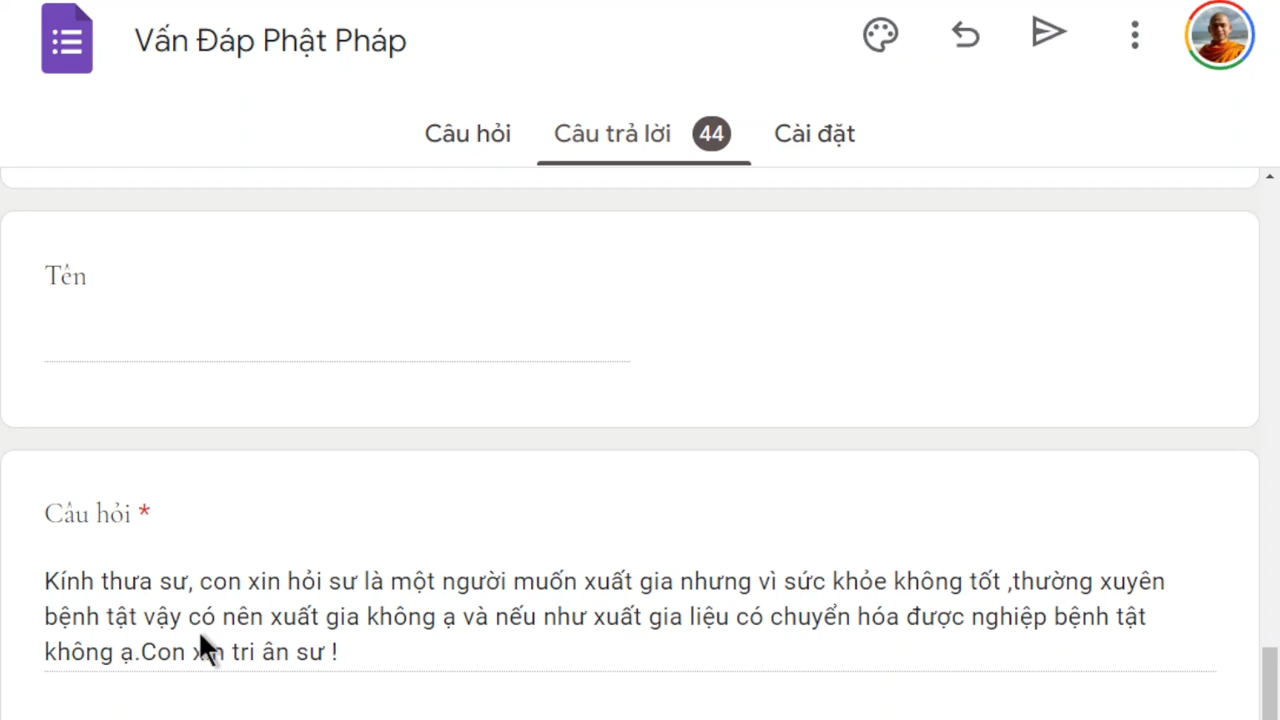 Vấn Đáp Phật Pháp
Câu hỏi
Câu trả lời 44
Cài đặt
Tên
Câu hỏi *
Kính thưa sư, con xin hỏi sư là một người muốn xuất gia nhưng vì sức khỏe không tốt ,thường xuyên
bệnh tật vậy có nên xuất gia không ạ và nếu như xuất gia liệu có chuyển hóa được nghiệp bệnh tật
không ạ.Con xin tri ân sư !